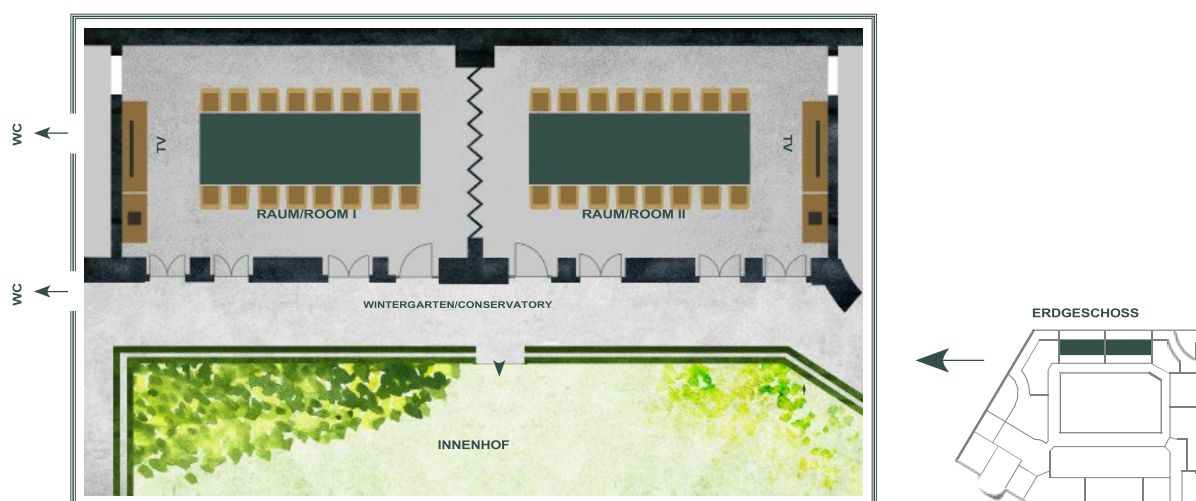 WC
TV
TV
RAUM/ROOM I
RAUM/ROOM II
WC
WINTERGARTEN/CONSERVATORY
ERDGESCHOSS
INNENHOF